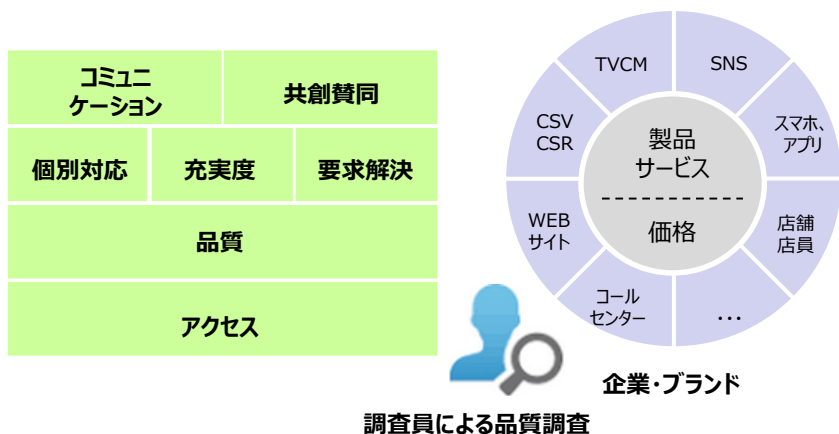 コミュニ
ケーション
共創賛同
個別対応
充実度
要求解決
品質
アクセス
TVCM
SNS
CSV
CSR
スマホ、
アプリ
製品
サービス
価格
WEB
サイト
店舗
店員
コール
センター
...
企業・ブランド
調査員による品質調査